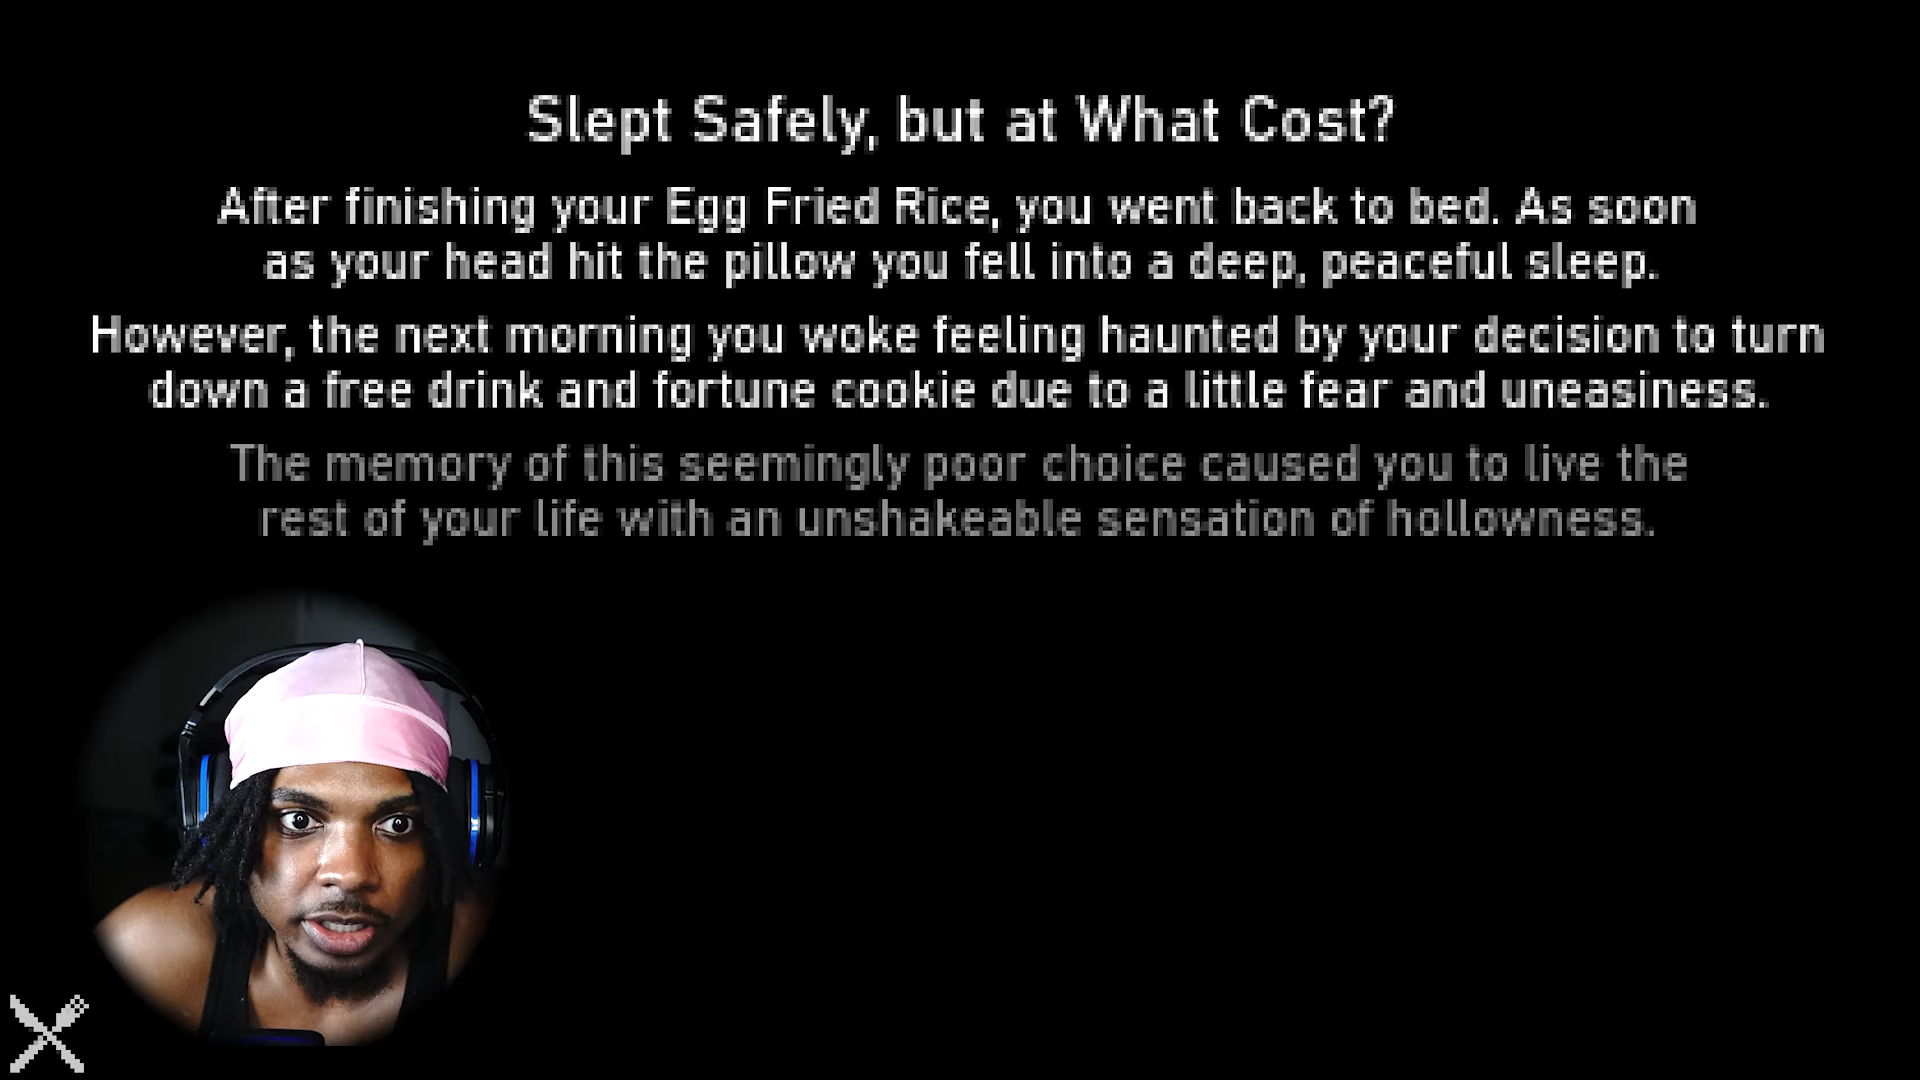 Slept Safely, but at What Cost?
After finishing your Egg Fried Rice, you went back to bed. As soon
as your head hit the pillow you fell into a deep, peaceful sleep.
However, the next morning you woke feeling haunted by your decision to turn
down a free drink and fortune cookie due to a little fear and uneasiness.
The memory of this seemingly poor choice caused you to live the
rest of your life with an unshakeable sensation of hollowness.